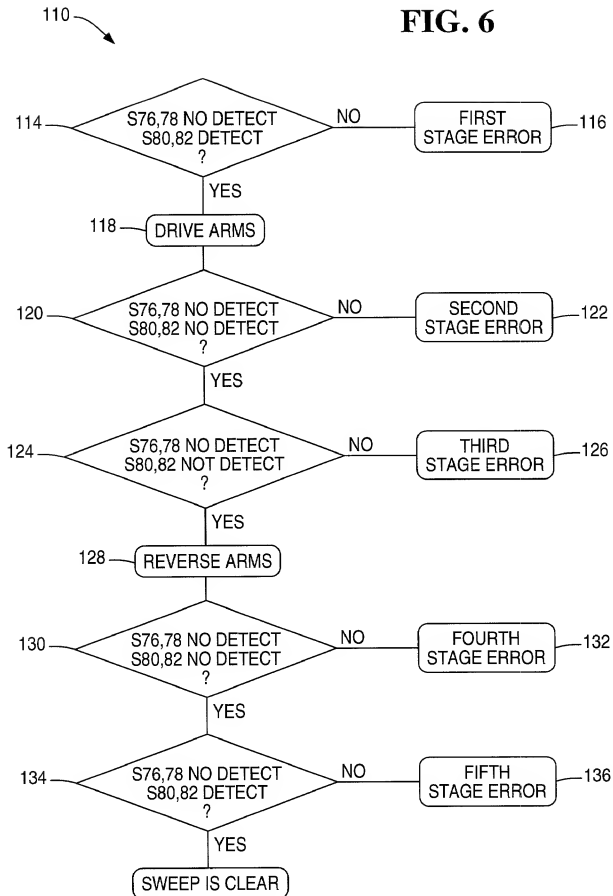 110
FIG. 6
114
S76,78 NO DETECT
S80,82 DETECT
?
NO
FIRST
STAGE ERROR
116
YES
118
DRIVE ARMS
120
S76,78 NO DETECT
S80,82 NO DETECT
?
NO
SECOND
STAGE ERROR
122
YES
124
S76,78 NO DETECT
S80,82 NOT DETECT
?
NO
THIRD
STAGE ERROR
126
YES
128
REVERSE ARMS
130
S76,78 NO DETECT
S80,82 NO DETECT
?
NO
FOURTH
STAGE ERROR
132
YES
134
S76,78 NO DETECT
S80,82 DETECT
?
NO
FIFTH
STAGE ERROR
136
YES
SWEEP IS CLEAR